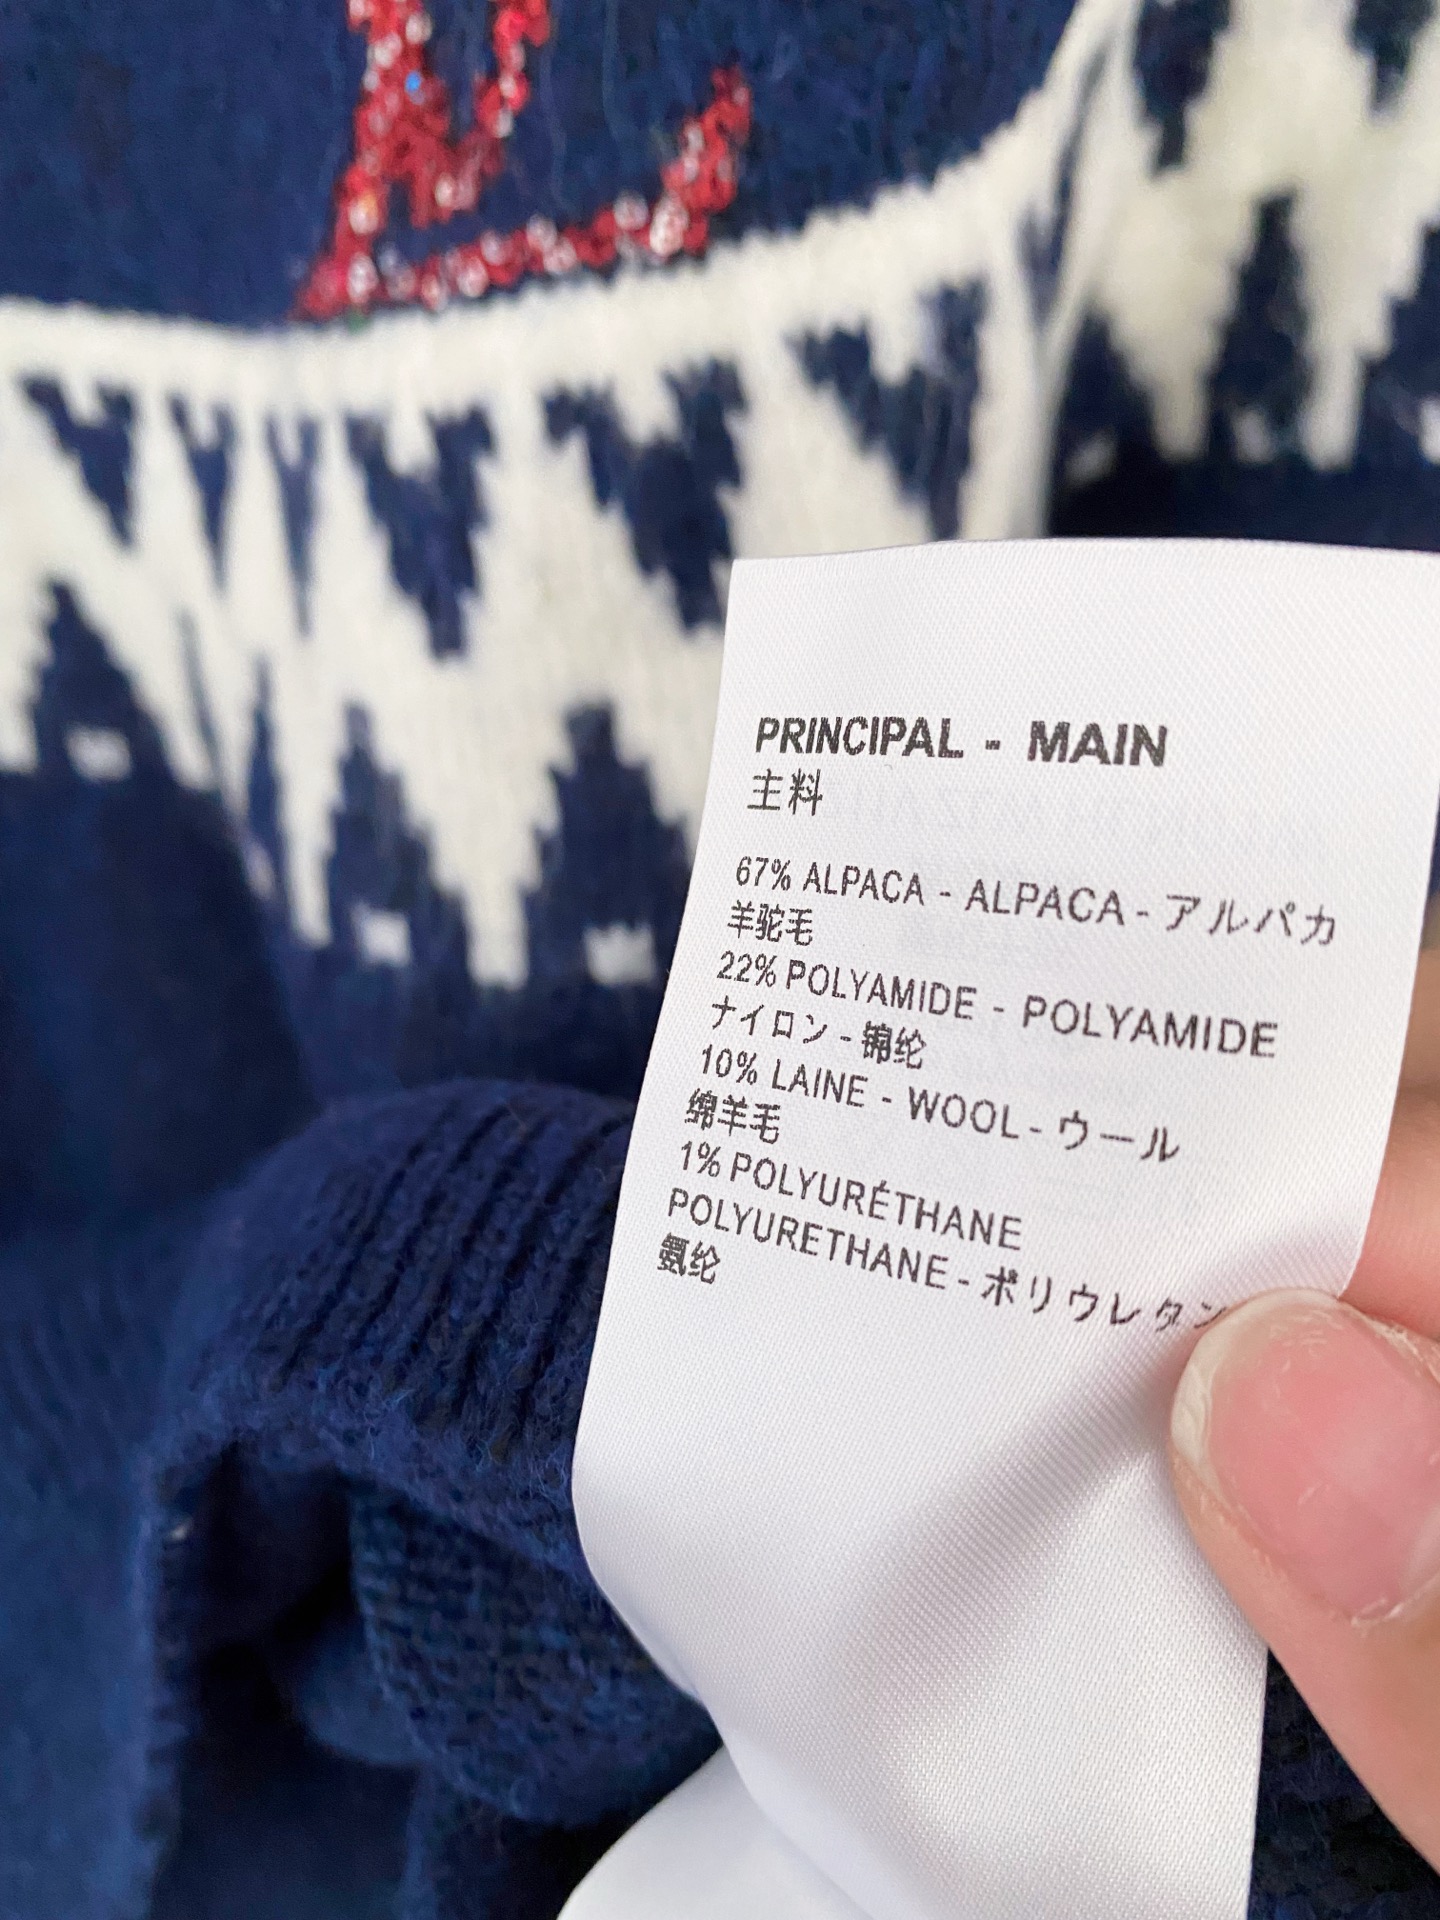 PRINCIPAL - MAIN
主料
67% ALPACA - ALPACA - アルパカ
羊驼毛
22% POLYAMIDE - POLYAMIDE
ナイロン - 锦纶
10% LAINE - WOOL - ウール
绵羊毛
1% POLYURÉTHANE
POLYURETHANE - ポリウレタン
氨纶